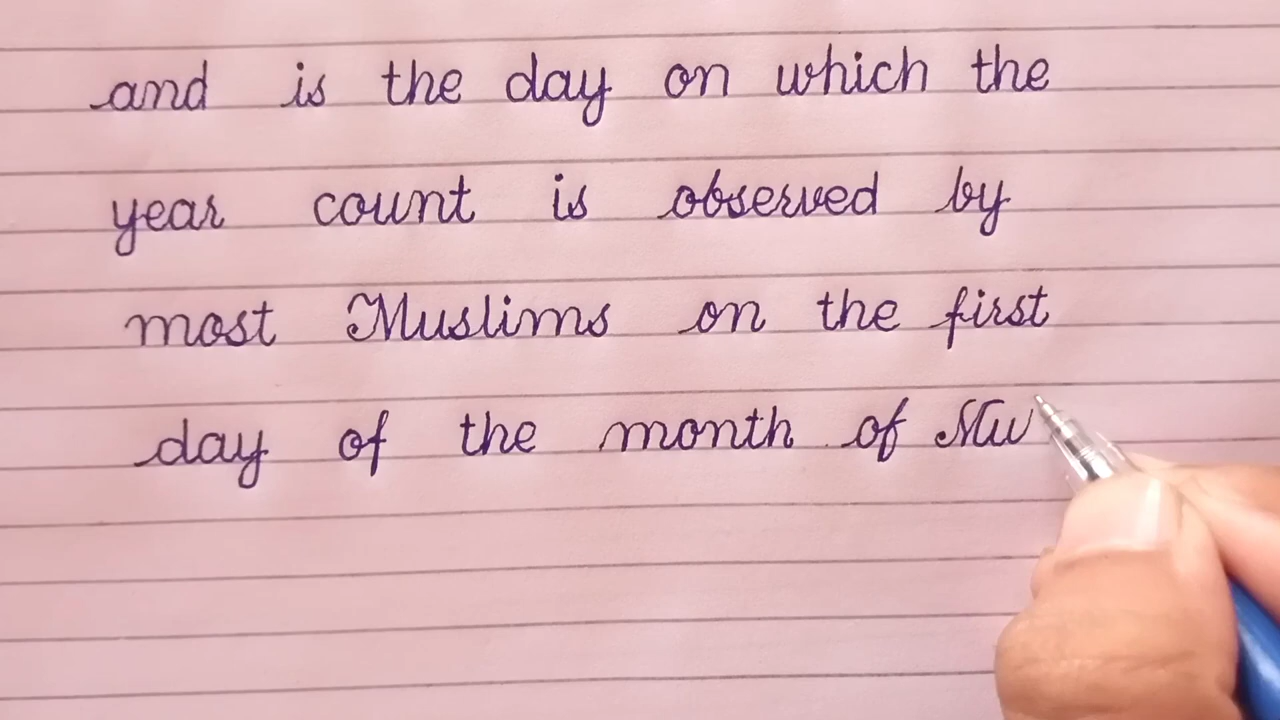 and is the day on which the
year count is observed by
most Muslims on the first
day of the month of Mu